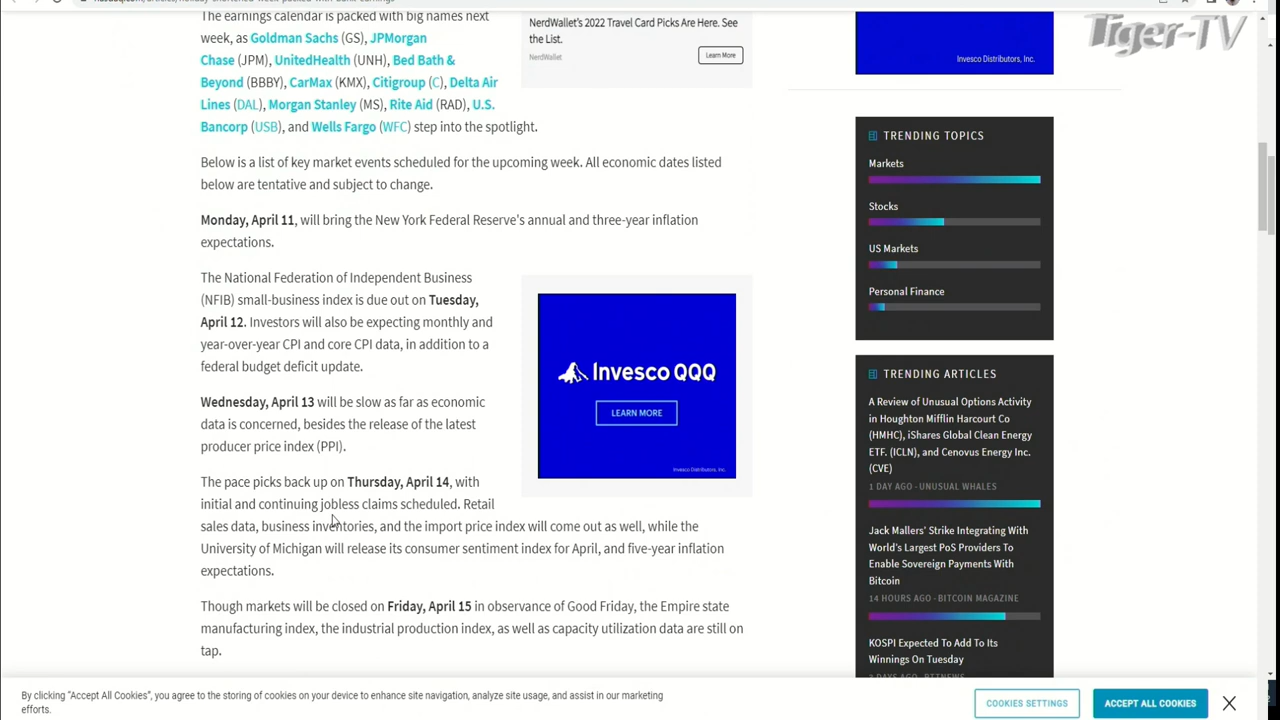 Tiger-TV
The earnings calendar is packed with big names next
week, as Goldman Sachs (GS), JPMorgan
Chase (JPM), UnitedHealth (UNH), Bed Bath &
Beyond (BBBY), CarMax (KMX), Citigroup (C), Delta Air
Lines (DAL), Morgan Stanley (MS), Rite Aid (RAD), U.S.
Bancorp (USB), and Wells Fargo (WFC) step into the spotlight.
NerdWallet's 2022 Travel Card Picks Are Here. See
the List.
NerdWallet
Learn More
Below is a list of key market events scheduled for the upcoming week. All economic dates listed
below are tentative and subject to change.
Monday, April 11, will bring the New York Federal Reserve's annual and three-year inflation
expectations.
The National Federation of Independent Business
(NFIB) small-business index is due out on Tuesday,
April 12. Investors will also be expecting monthly and
year-over-year CPI and core CPI data, in addition to a
federal budget deficit update.
Wednesday, April 13 will be slow as far as economic
data is concerned, besides the release of the latest
producer price index (PPI).
Invesco QQQ
LEARN MORE
Invesco Distributors, Inc.
The pace picks back up on Thursday, April 14, with
initial and continuing jobless claims scheduled. Retail
sales data, business inventories, and the import price index will come out as well, while the
University of Michigan will release its consumer sentiment index for April, and five-year inflation
expectations.
Though markets will be closed on Friday, April 15 in observance of Good Friday, the Empire state
manufacturing index, the industrial production index, as well as capacity utilization data are still on
tap.
Invesco Distributors, Inc.
TRENDING TOPICS
Markets
Stocks
US Markets
Personal Finance
TRENDING ARTICLES
A Review of Unusual Options Activity
in Houghton Mifflin Harcourt Co
(HMHC), iShares Global Clean Energy
ETF. (ICLN), and Cenovus Energy Inc.
(CVE)
1 DAY AGO - UNUSUAL WHALES
Jack Mallers' Strike Integrating With
World's Largest PoS Providers To
Enable Sovereign Payments With
Bitcoin
14 HOURS AGO - BITCOIN MAGAZINE
KOSPI Expected To Add To Its
Winnings On Tuesday
By clicking "Accept All Cookies", you agree to the storing of cookies on your device to enhance site navigation, analyze site usage, and assist in our marketing
efforts.
COOKIES SETTINGS
ACCEPT ALL COOKIES